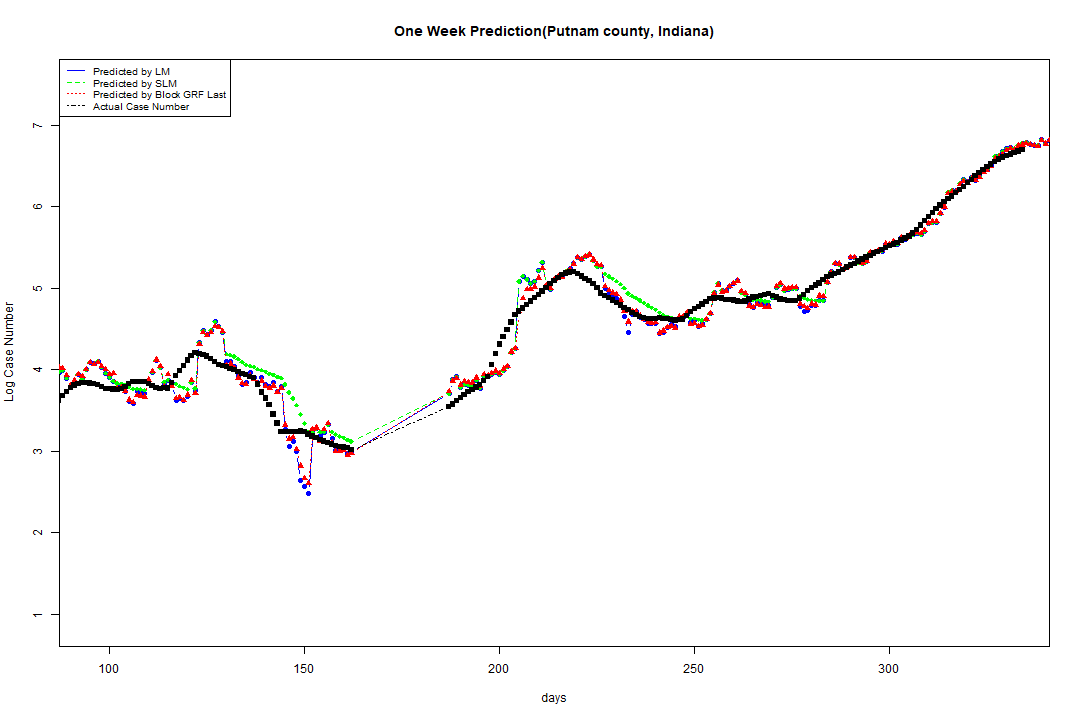 One Week Prediction(Putnam county, Indiana)
Predicted by LM
Predicted by SLM
Predicted by Block GRF Last
Actual Case Number
7
6
5
4
3
2
1
Log Case Number
100 150 200 250 300
days